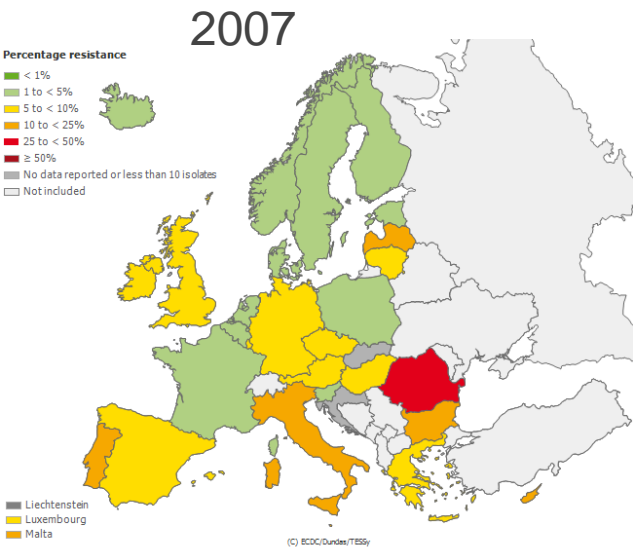 2007
Percentage resistance
< 1%
1 to < 5%
5 to < 10%
10 to < 25%
25 to < 50%
≥ 50%
No data reported or less than 10 isolates
Not included
Liechtenstein
Luxembourg
Malta
(C) ECDC/Dundas/TESSy